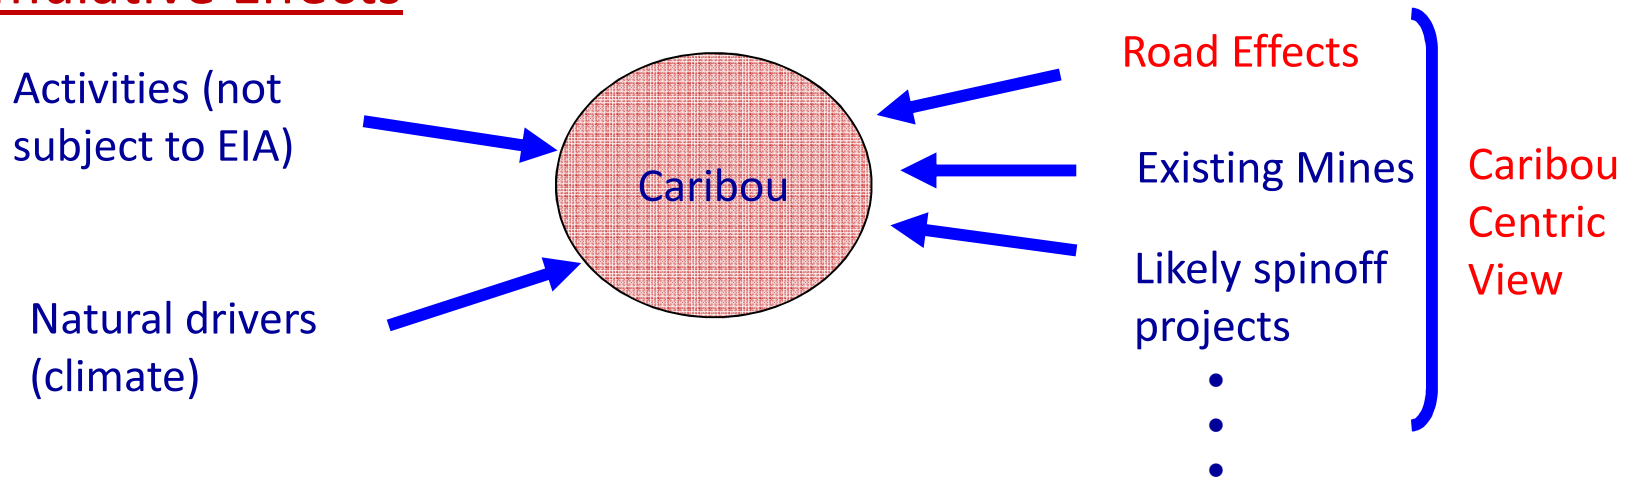 Effects
Activities (not
subject to EIA)
Natural drivers
(climate)
Caribou
Road Effects
Existing Mines
Likely spinoff
projects
Caribou
Centric
View